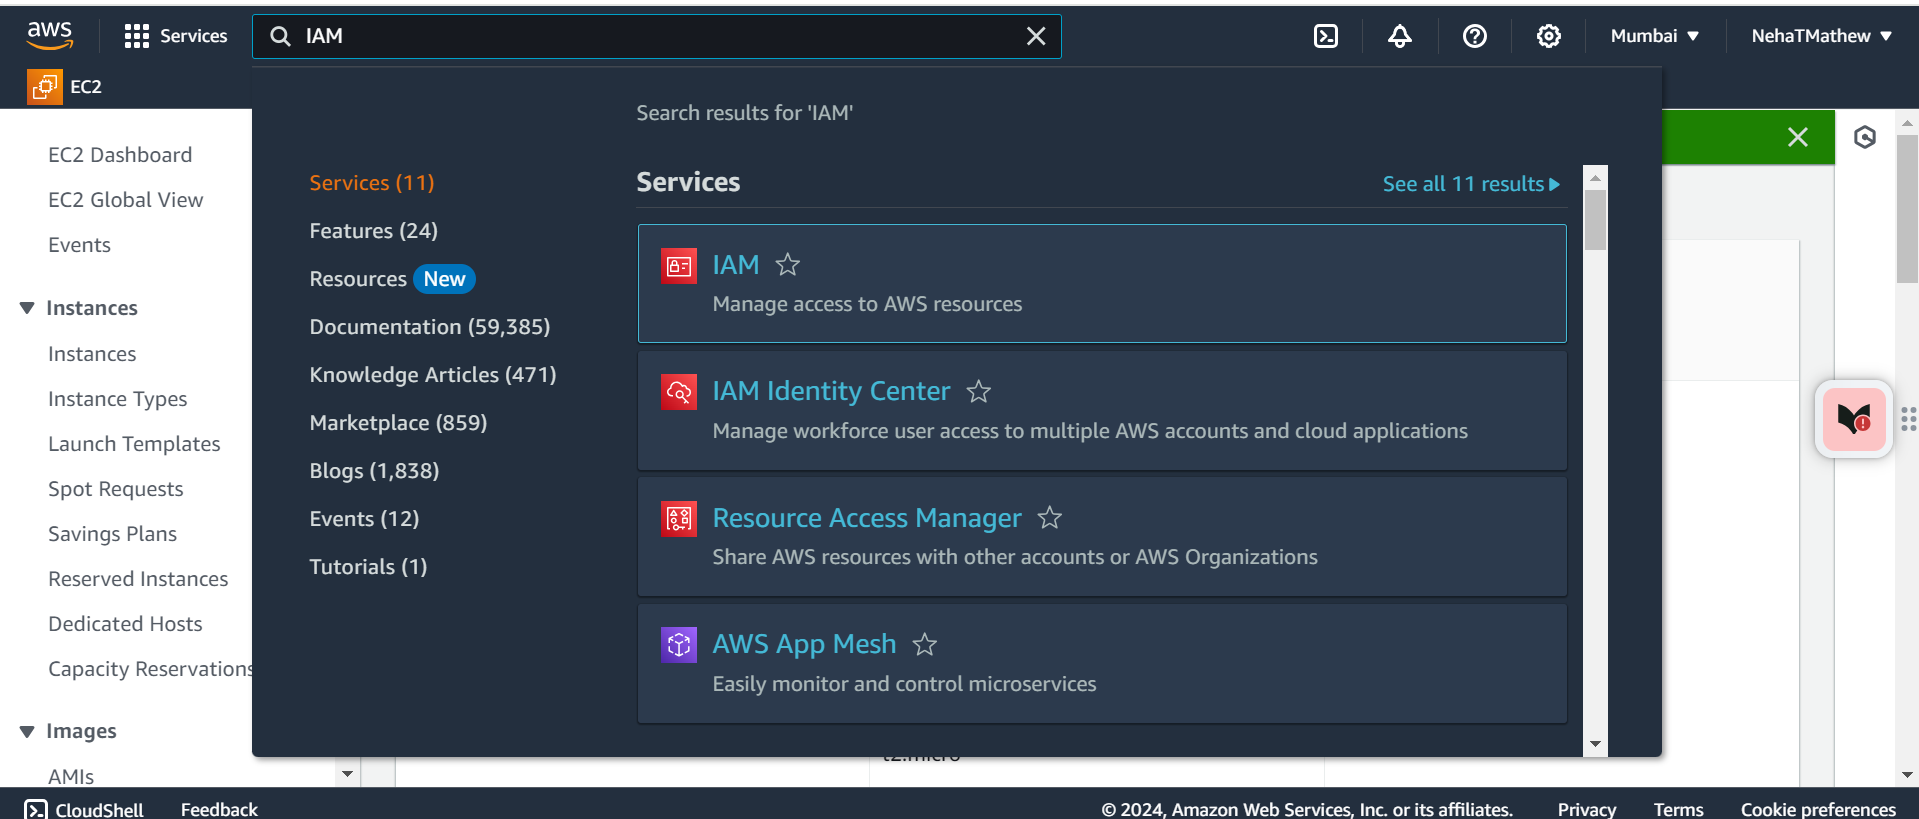 aws
Services
IAM
Mumbai
NehaTMathew
EC2
EC2 Dashboard
EC2 Global View
Events
Instances
Instances
Instance Types
Launch Templates
Spot Requests
Savings Plans
Reserved Instances
Dedicated Hosts
Capacity Reservations
Images
AMIs
Search results for 'IAM'
Services (11)
Features (24)
Resources New
Documentation (59,385)
Knowledge Articles (471)
Marketplace (859)
Blogs (1,838)
Events (12)
Tutorials (1)
Services
See all 11 results
IAM
Manage access to AWS resources
IAM Identity Center
Manage workforce user access to multiple AWS accounts and cloud applications
Resource Access Manager
Share AWS resources with other accounts or AWS Organizations
AWS App Mesh
Easily monitor and control microservices
t2.micro
CloudShell
Feedback
© 2024, Amazon Web Services, Inc. or its affiliates.
Privacy
Terms
Cookie preferences